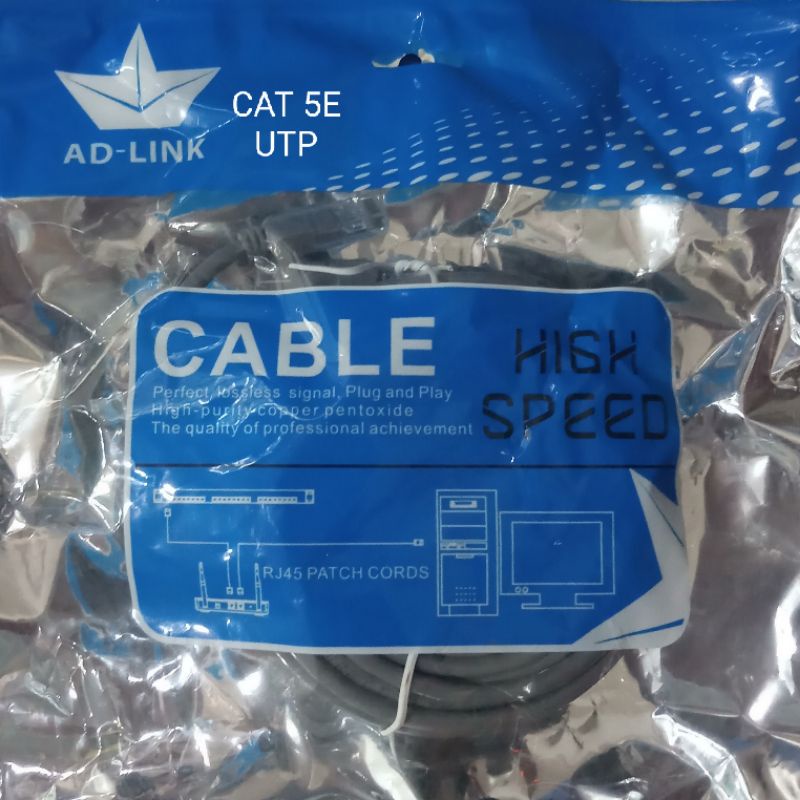 AD-LINK
CAT 5E
UTP
CABLE
Perfect, lossless signal, Plug and Play
High-purity copper pentoxide
The quality of professional achievement
HIGH
SPEED
RJ45 PATCH CORDS